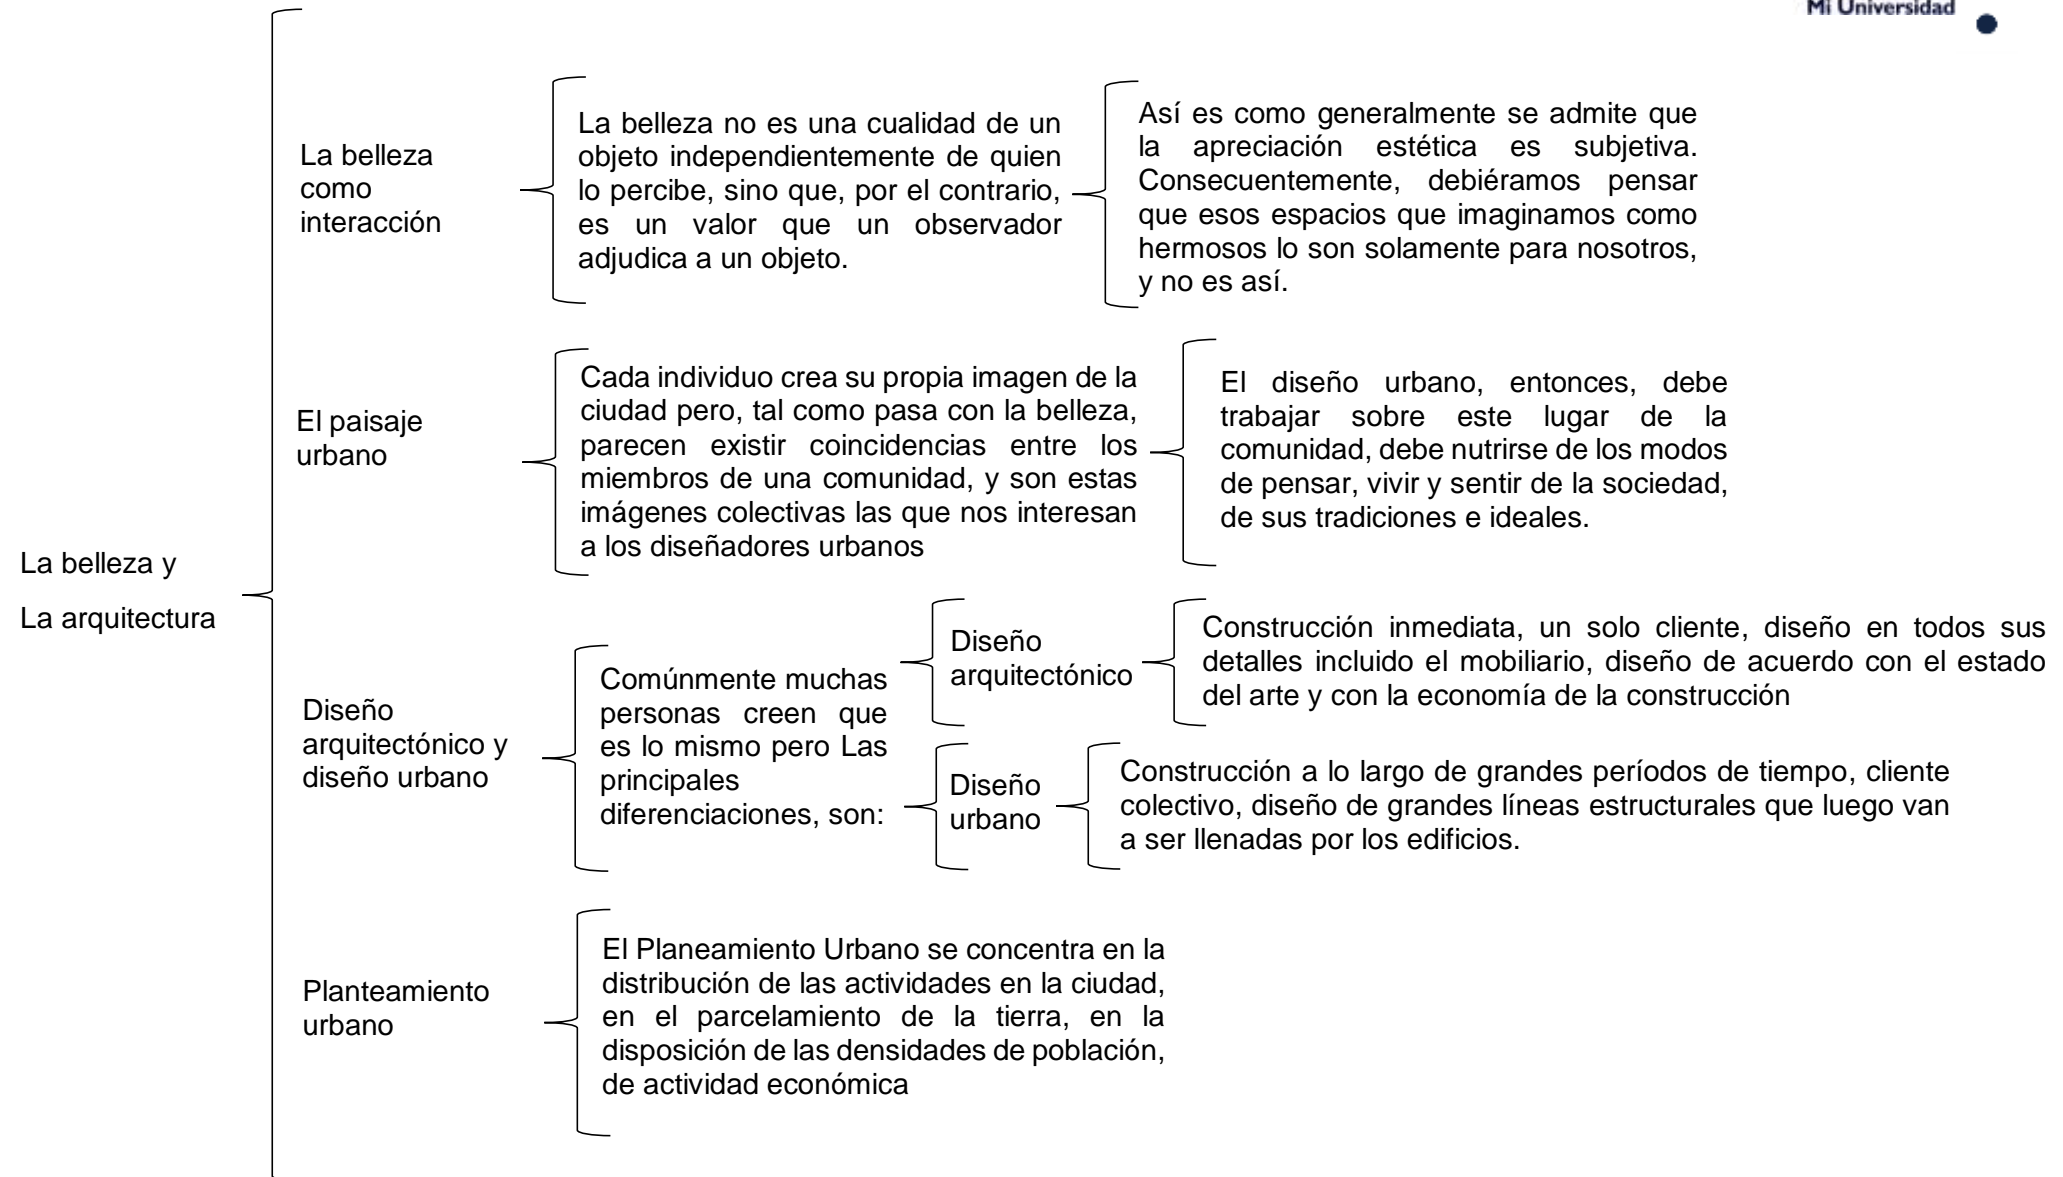 Mi Universidad
La belleza
como
interacción
La belleza no es una cualidad de un
objeto independientemente de quien
lo percibe, sino que, por el contrario,
es un valor que un observador
adjudica a un objeto.
Así es como generalmente se admite que
la apreciación estética es subjetiva.
Consecuentemente, debiéramos pensar
que esos espacios que imaginamos como
hermosos lo son solamente para nosotros,
y no es así.
El paisaje
urbano
Cada individuo crea su propia imagen de la
ciudad pero, tal como pasa con la belleza,
parecen existir coincidencias entre los
miembros de una comunidad, y son estas
imágenes colectivas las que nos interesan
a los diseñadores urbanos
El diseño urbano, entonces, debe
trabajar sobre este lugar de la
comunidad, debe nutrirse de los modos
de pensar, vivir y sentir de la sociedad,
de sus tradiciones e ideales.
La belleza y
La arquitectura
Diseño
arquitectónico y
diseño urbano
Comúnmente muchas
personas creen que
es lo mismo pero Las
principales
diferenciaciones, son:
Diseño
arquitectónico
Construcción inmediata, un solo cliente, diseño en todos sus
detalles incluido el mobiliario, diseño de acuerdo con el estado
del arte y con la economía de la construcción
Diseño
urbano
Construcción a lo largo de grandes períodos de tiempo, cliente
colectivo, diseño de grandes líneas estructurales que luego van
a ser llenadas por los edificios.
Planteamiento
urbano
El Planeamiento Urbano se concentra en la
distribución de las actividades en la ciudad,
en el parcelamiento de la tierra, en la
disposición de las densidades de población,
de actividad económica